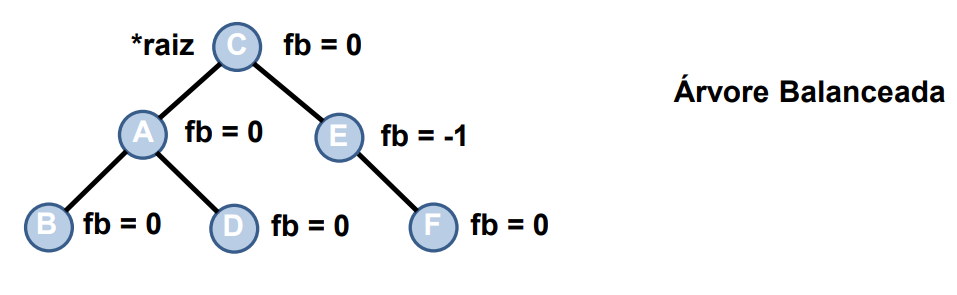 *raiz C fb = 0
Árvore Balanceada
A fb = 0 E fb = -1
B fb = 0 D fb = 0 F fb = 0